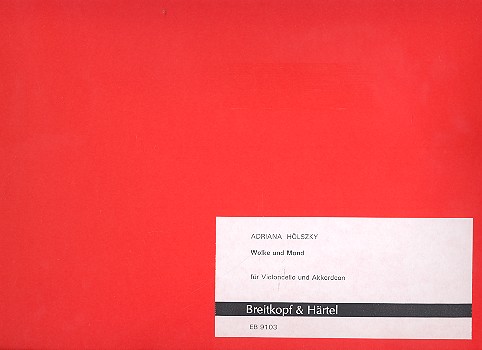 ADRIANA HÖLSZKY
Wolke und Mond
für Violoncello und Akkordeon
Breitkopf & Härtel
EB 9103